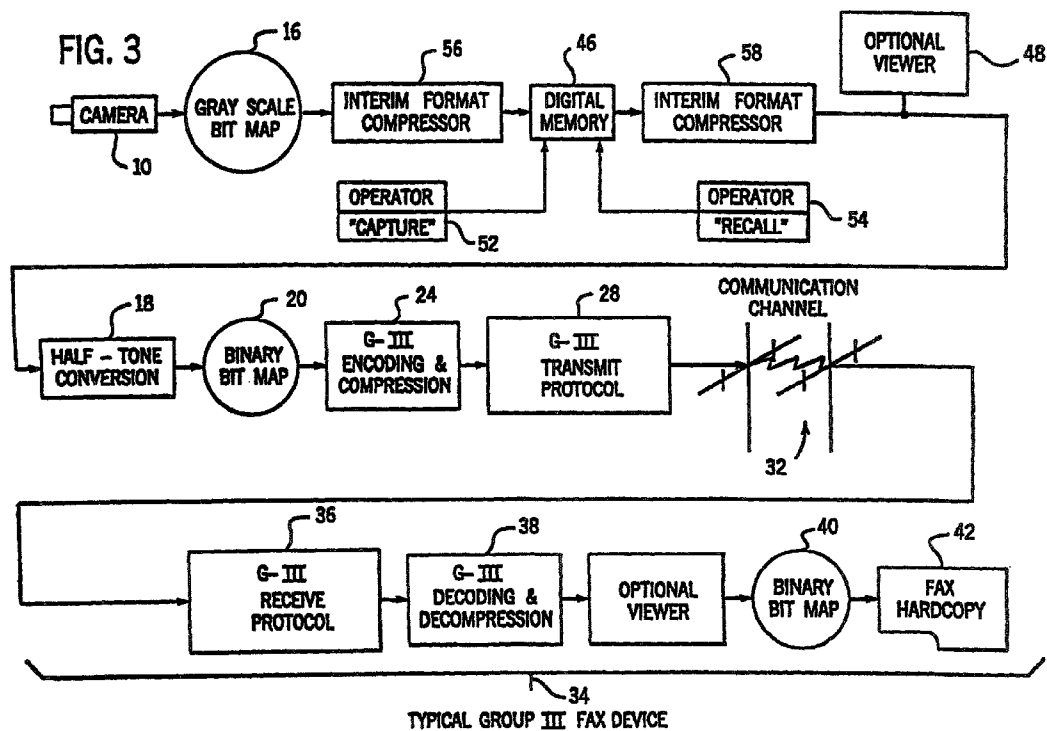 FIG. 3
16
56
46
58
OPTIONAL
VIEWER
48
CAMERA
10
GRAY SCALE
BIT MAP
INTERIM FORMAT
COMPRESSOR
DIGITAL
MEMORY
INTERIM FORMAT
COMPRESSOR
OPERATOR
"CAPTURE"
52
OPERATOR
"RECALL"
54
18
20
24
28
COMMUNICATION
CHANNEL
HALF - TONE
CONVERSION
BINARY
BIT MAP
G-III
ENCODING &
COMPRESSION
G-III
TRANSMIT
PROTOCOL
32
36
38
40
42
G-III
RECEIVE
PROTOCOL
G-III
DECODING &
DECOMPRESSION
OPTIONAL
VIEWER
BINARY
BIT MAP
FAX
HARDCOPY
34
TYPICAL GROUP III FAX DEVICE